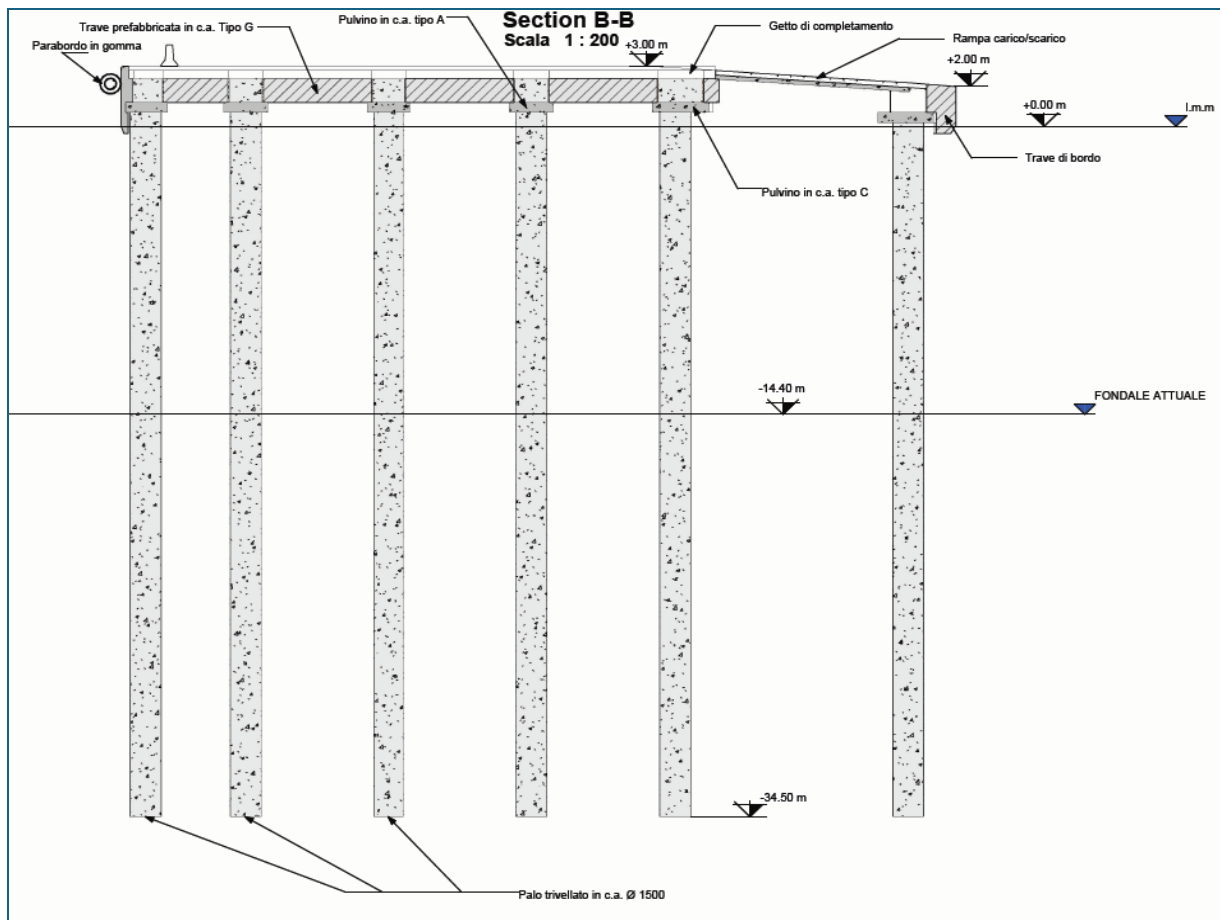 Section B-B
Scala 1 : 200
Trave prefabbricata in c.a. Tipo G
Pulvino in c.a. tipo A
Getto di completamento
Parabordo in gomma
+3.00 m
Rampa carico/scarico
+2.00 m
+0.00 m
l.m.m
Trave di bordo
Pulvino in c.a. tipo C
-14.40 m
FONDALE ATTUALE
-34.50 m
Palo trivellato in c.a. Ø 1500